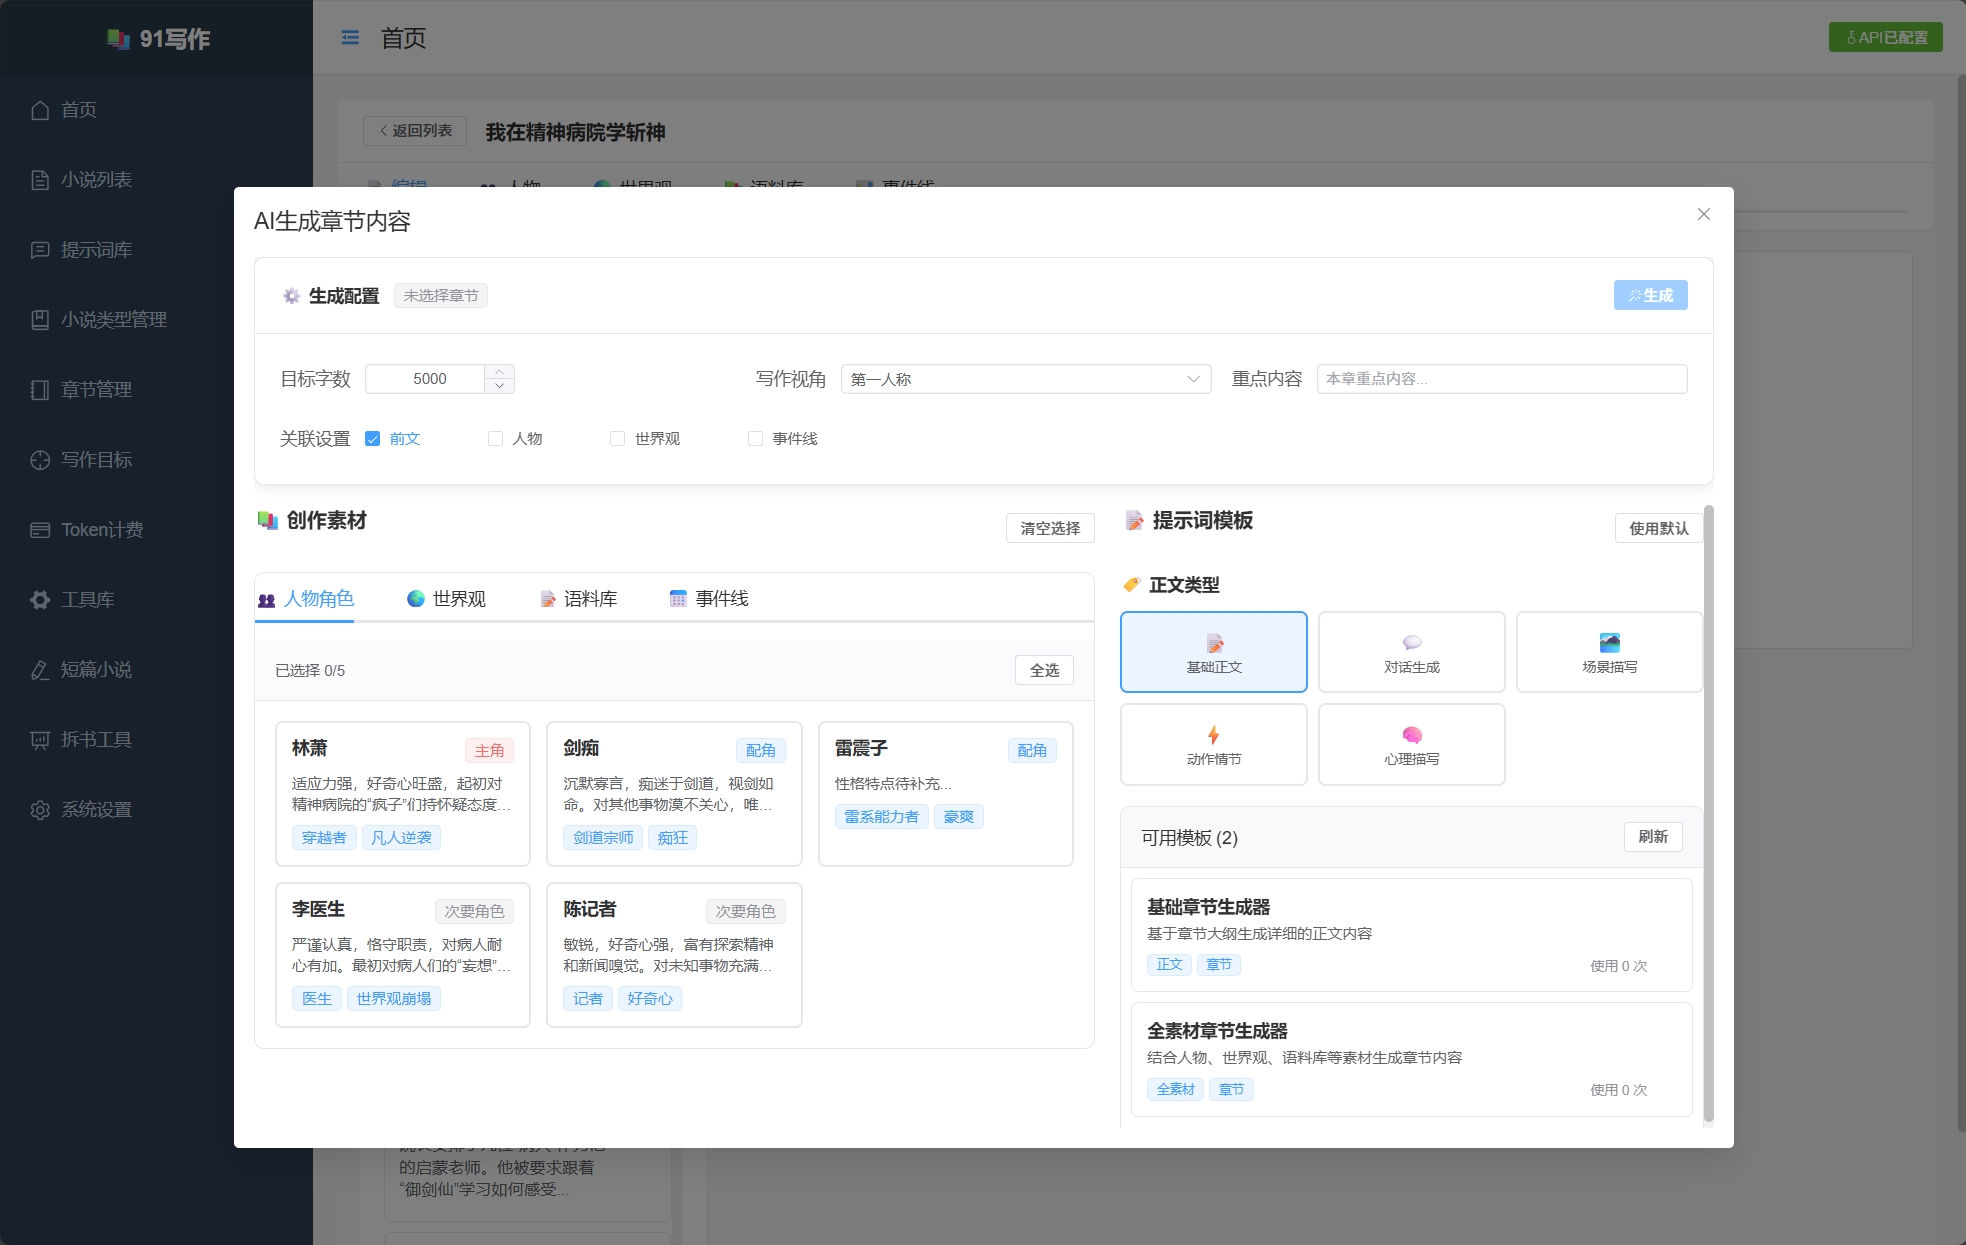 91写作
首页
API已配置
首页
小说列表
提示词库
小说类型管理
章节管理
写作目标
Token计费
工具库
短篇小说
拆书工具
系统设置
返回列表
我在精神病院学斩神
编辑
人物
世界观
语料库
事件线
AI生成章节内容
生成配置
未选择章节
生成
目标字数
5000
写作视角
第一人称
重点内容
本章重点内容...
关联设置
前文
人物
世界观
事件线
创作素材
清空选择
人物角色
世界观
语料库
事件线
已选择 0/5
全选
林萧
主角
适应力强，好奇心旺盛，起初对
精神病院的“疯子”们持怀疑态度...
穿越者
凡人逆袭
剑痴
配角
沉默寡言，痴迷于剑道，视剑如
命。对其他事物漠不关心，唯...
剑道宗师
痴狂
雷震子
配角
性格特点待补充...
雷系能力者
豪爽
李医生
次要角色
严谨认真，恪守职责，对病人耐
心有加。最初对病人们的“妄想”...
医生
世界观崩塌
陈记者
次要角色
敏锐，好奇心强，富有探索精神
和新闻嗅觉。对未知事物充满...
记者
好奇心
提示词模板
使用默认
正文类型
基础正文
对话生成
场景描写
动作情节
心理描写
可用模板 (2)
刷新
基础章节生成器
基于章节大纲生成详细的正文内容
正文
章节
使用 0 次
全素材章节生成器
结合人物、世界观、语料库等素材生成章节内容
全素材
章节
使用 0 次
的启蒙老师。他被要求跟着
“御剑仙”学习如何感受...